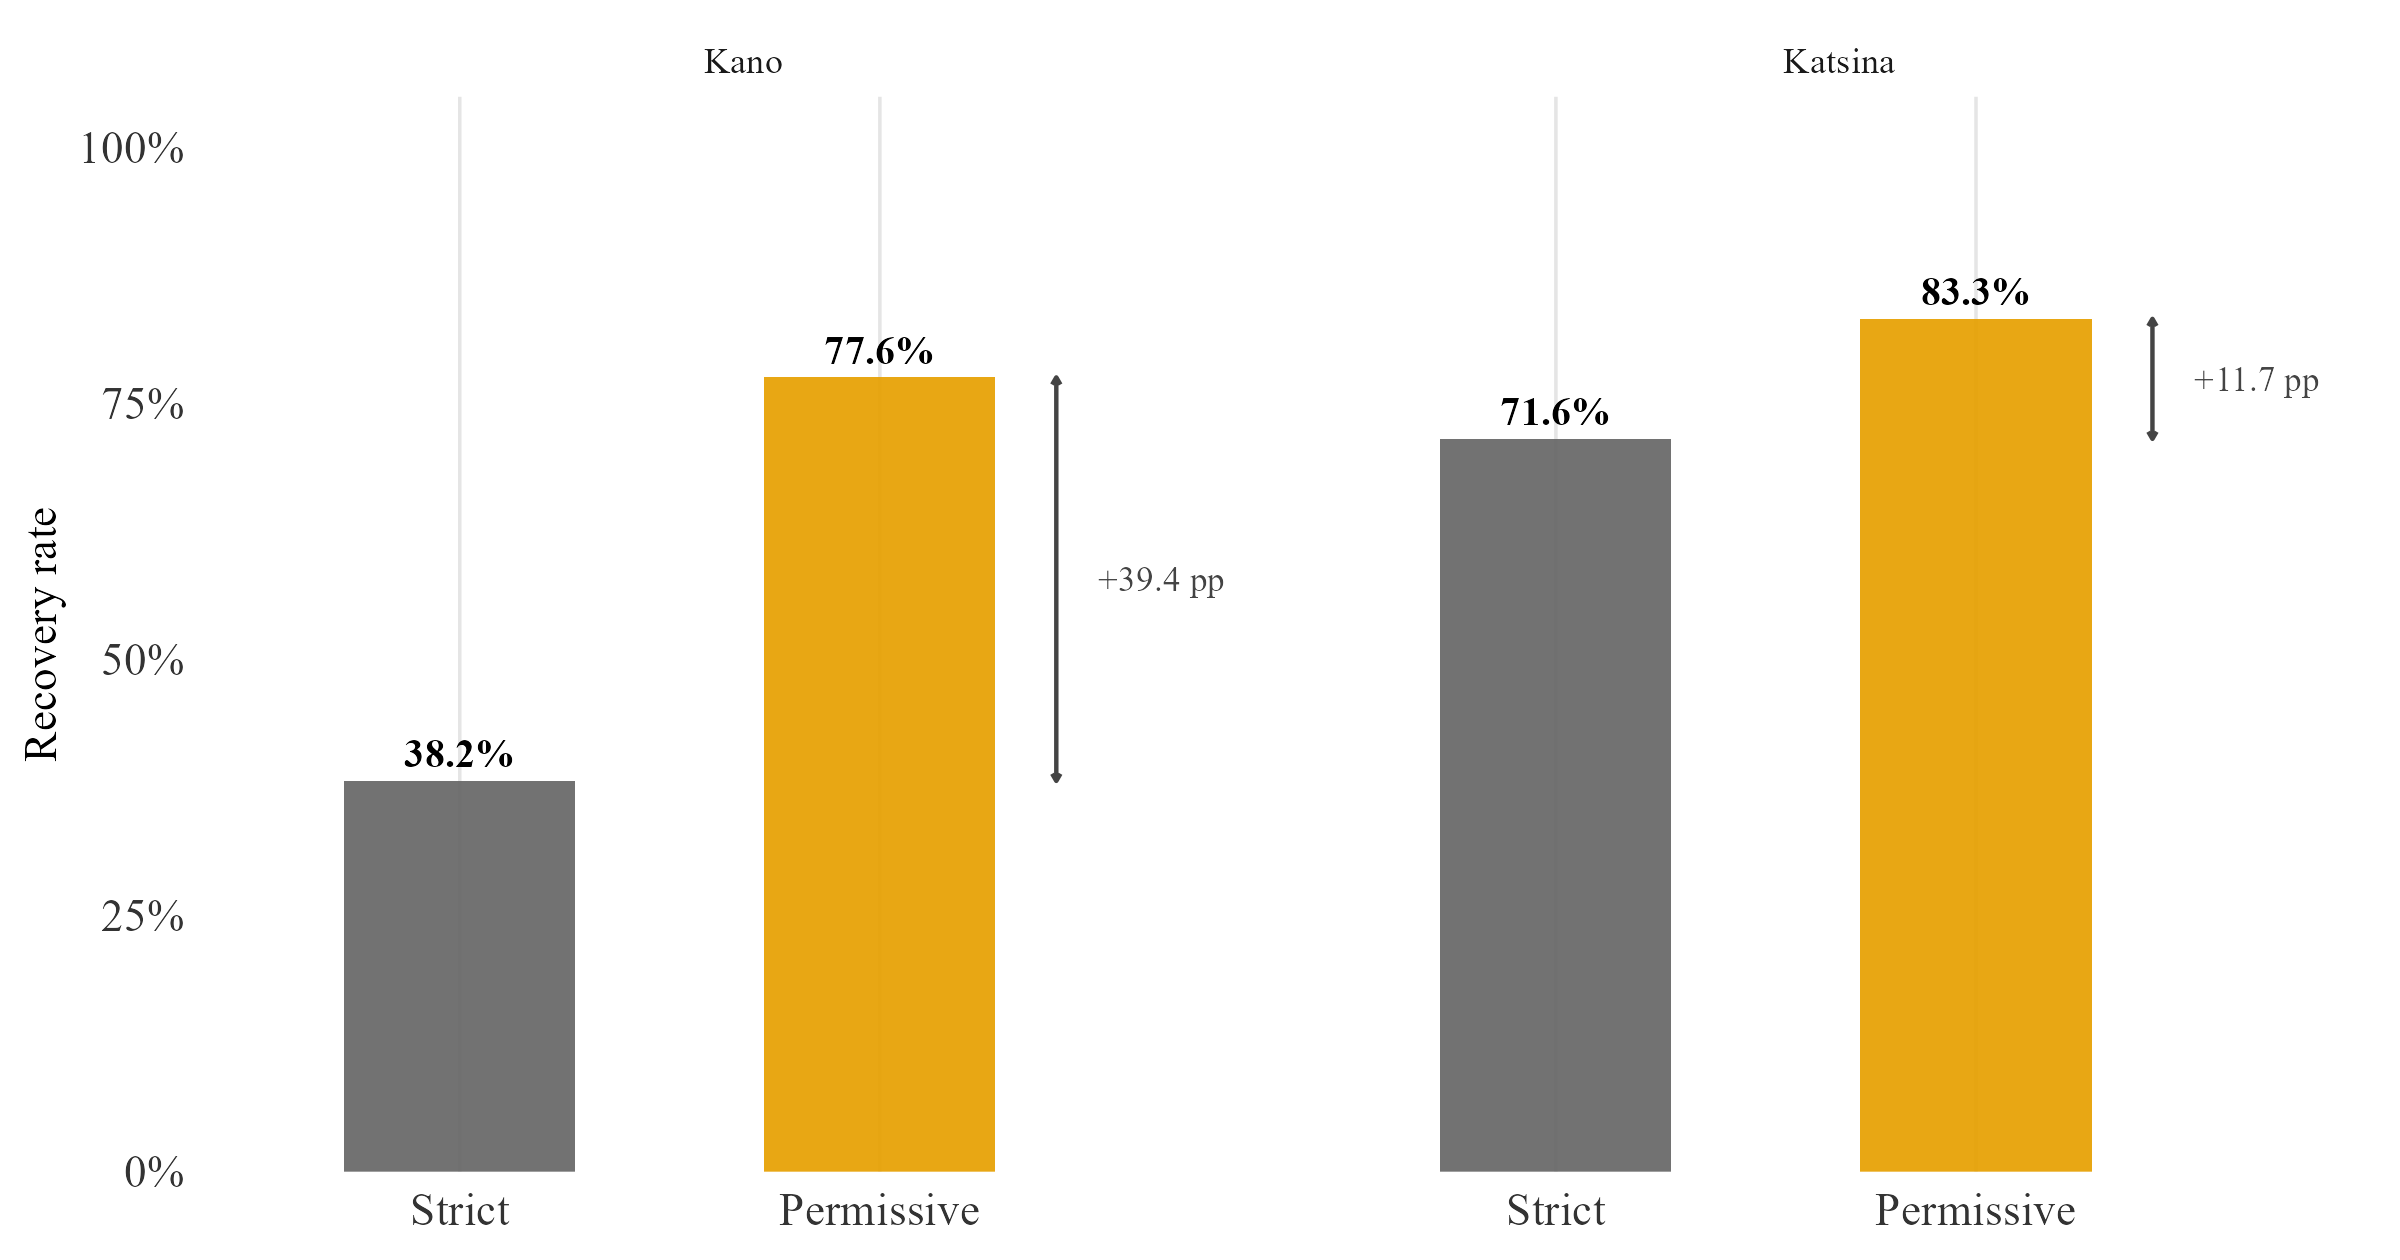 Kano
Katsina
Recovery rate
100%
75%
50%
25%
0%
38.2%
77.6%
+39.4 pp
71.6%
83.3%
+11.7 pp
Strict
Permissive
Strict
Permissive